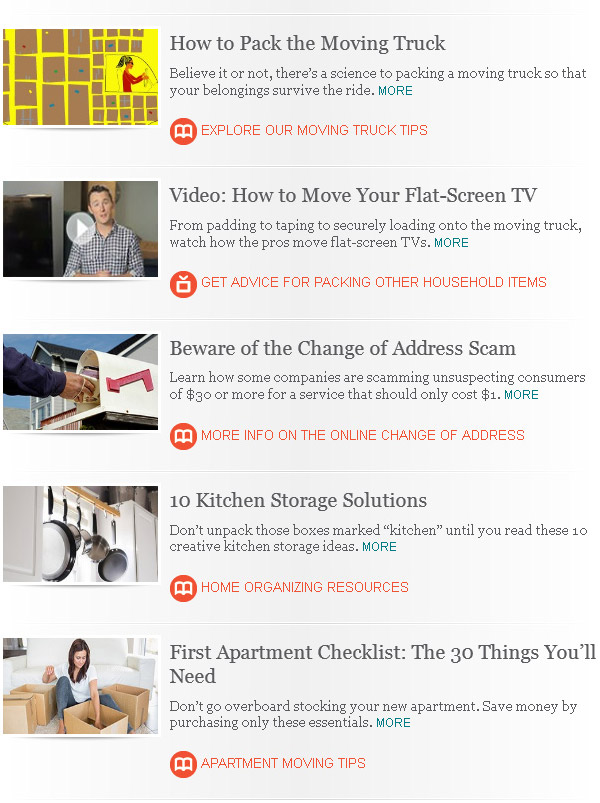 How to Pack the Moving Truck
Believe it or not, there's a science to packing a moving truck so that
your belongings survive the ride. MORE
EXPLORE OUR MOVING TRUCK TIPS
Video: How to Move Your Flat-Screen TV
From padding to taping to securely loading onto the moving truck,
watch how the pros move flat-screen TVs. MORE
GET ADVICE FOR PACKING OTHER HOUSEHOLD ITEMS
Beware of the Change of Address Scam
Learn how some companies are scamming unsuspecting consumers
of $30 or more for a service that should only cost $1. MORE
MORE INFO ON THE ONLINE CHANGE OF ADDRESS
10 Kitchen Storage Solutions
Don't unpack those boxes marked “kitchen” until you read these 10
creative kitchen storage ideas. MORE
HOME ORGANIZING RESOURCES
First Apartment Checklist: The 30 Things You'll
Need
Don't go overboard stocking your new apartment. Save money by
purchasing only these essentials. MORE
APARTMENT MOVING TIPS